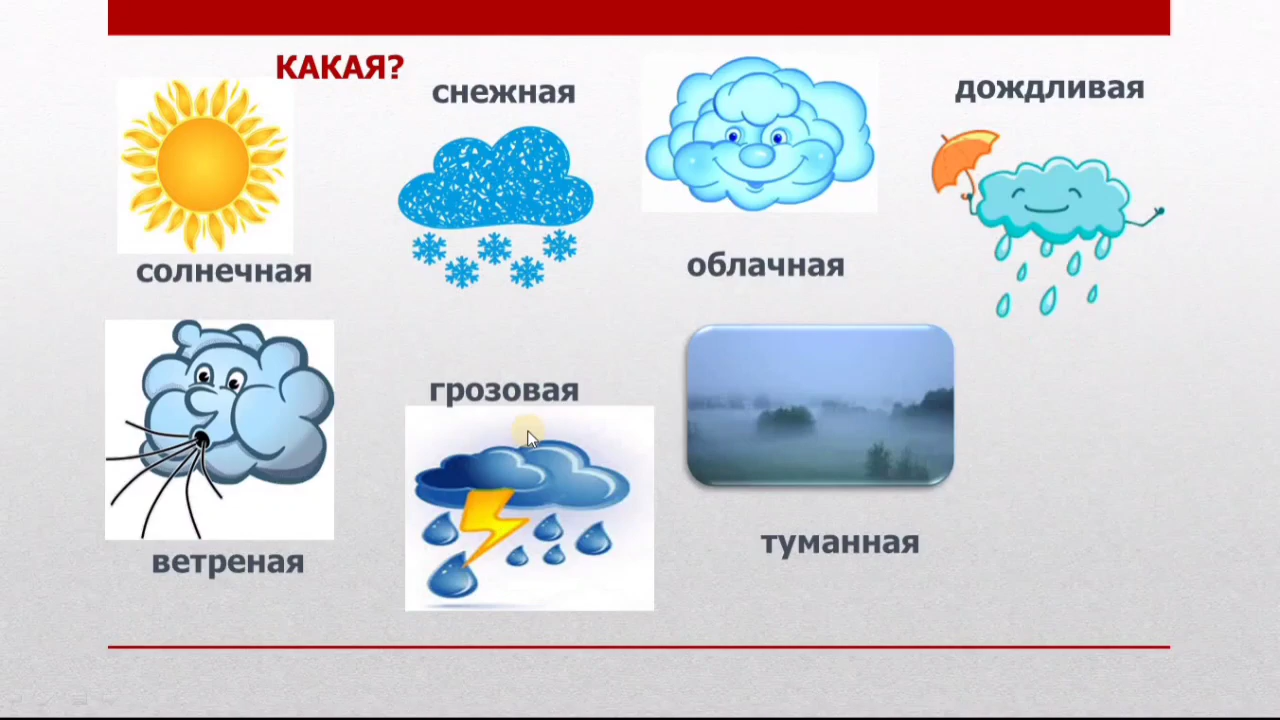 КАКАЯ?
снежная
дождливая
солнечная
облачная
грозовая
ветреная
туманная